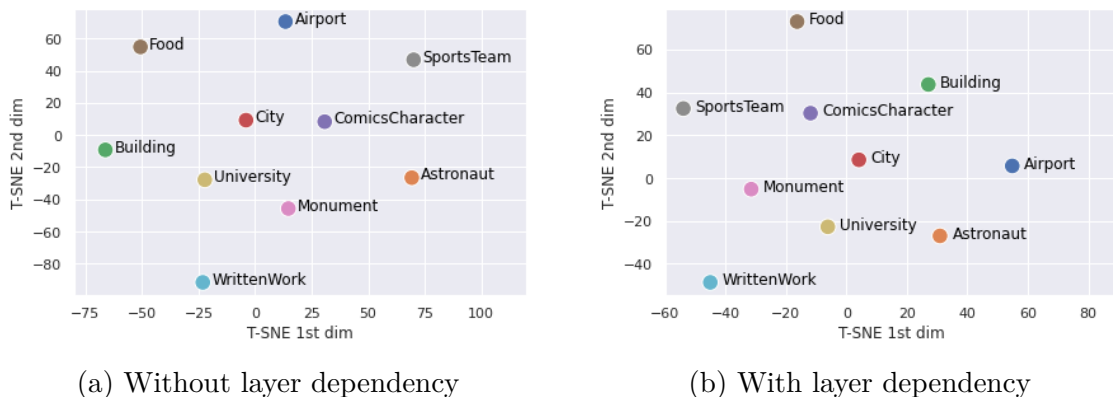 Airport
Food
SportsTeam
City
ComicsCharacter
Building
University
Astronaut
Monument
WrittenWork
60
40
20
0
−20
−40
−60
−80
T-SNE 2nd dim
−75 −50 −25 0 25 50 75 100
T-SNE 1st dim
(a) Without layer dependency
Food
Building
SportsTeam
ComicsCharacter
City
Airport
Monument
University
Astronaut
WrittenWork
60
40
20
0
−20
−40
T-SNE 2nd dim
−60 −40 −20 0 20 40 60 80
T-SNE 1st dim
(b) With layer dependency